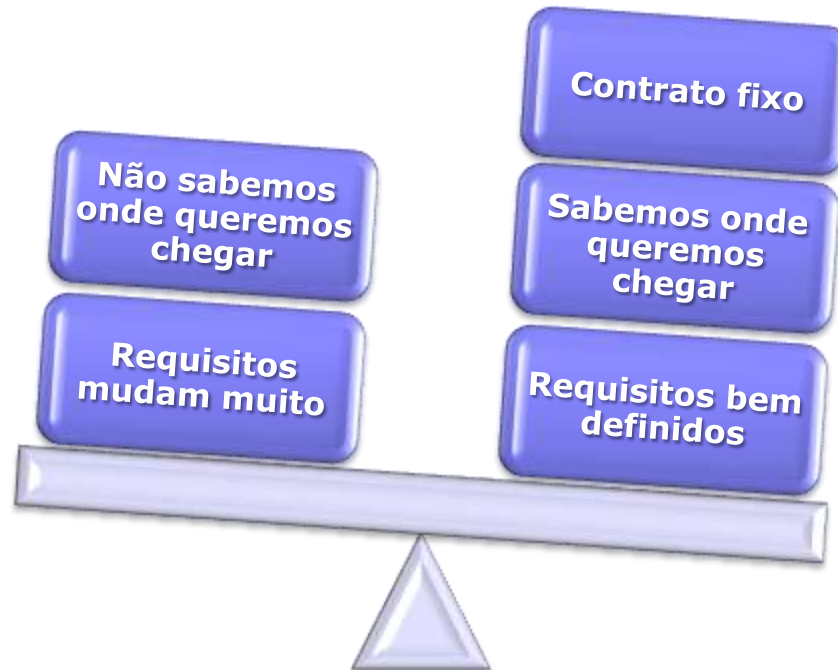 Não sabemos
onde queremos
chegar
Requisitos
mudam muito
Contrato fixo
Sabemos onde
queremos
chegar
Requisitos bem
definidos